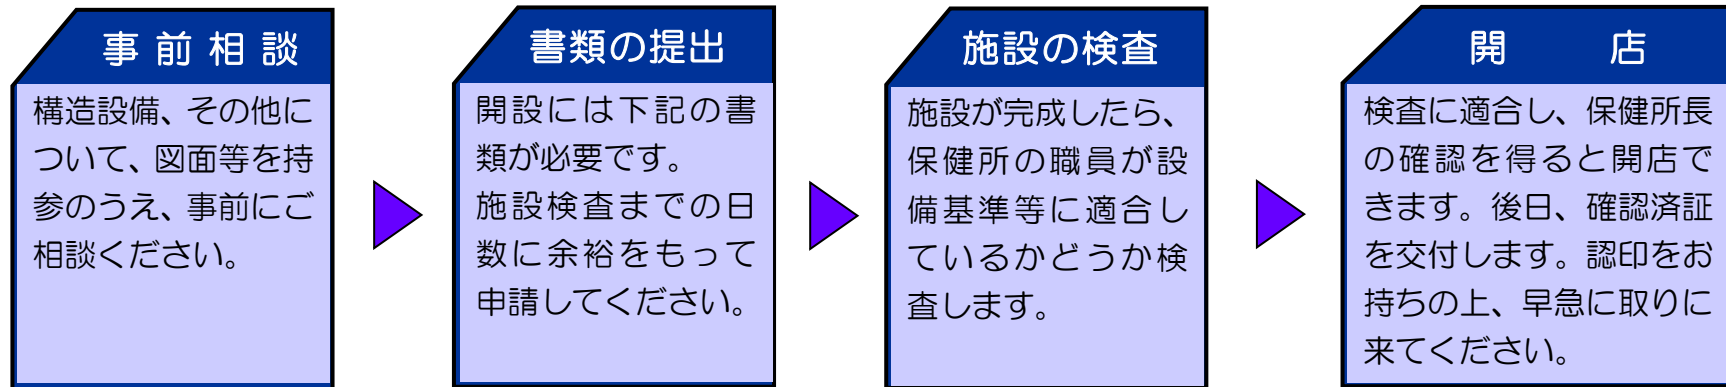 事前相談
構造設備、その他に
ついて、図面等を持
参のうえ、事前にご
相談ください。
書類の提出
開設には下記の書
類が必要です。
施設検査までの日
数に余裕をもって
申請してください。
施設の検査
施設が完成したら、
保健所の職員が設
備基準等に適合し
ているかどうか検
査します。
開店
検査に適合し、保健所長
の確認を得ると開店で
きます。後日、確認済証
を交付します。認印をお
持ちの上、早急に取りに
来てください。